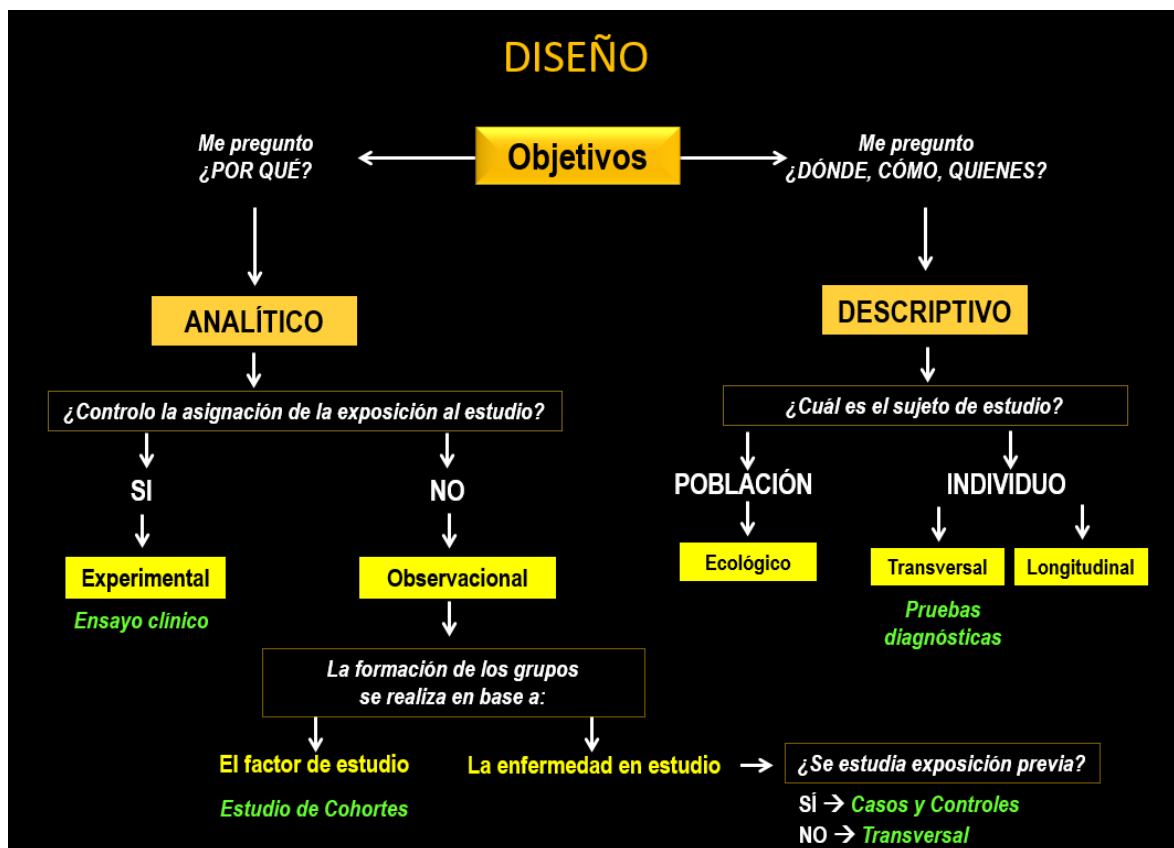 DISEÑO
Me pregunto
¿POR QUÉ?
Objetivos
Me pregunto
¿DÓNDE, CÓMO, QUIENES?
ANALÍTICO
DESCRIPTIVO
¿Controlo la asignación de la exposición al estudio?
¿Cuál es el sujeto de estudio?
SI
NO
POBLACIÓN
INDIVIDUO
Experimental
Observacional
Ecológico
Transversal
Longitudinal
Ensayo clínico
Pruebas
diagnósticas
La formación de los grupos
se realiza en base a:
El factor de estudio
La enfermedad en estudio
¿Se estudia exposición previa?
Estudio de Cohortes
SÍ → Casos y Controles
NO → Transversal